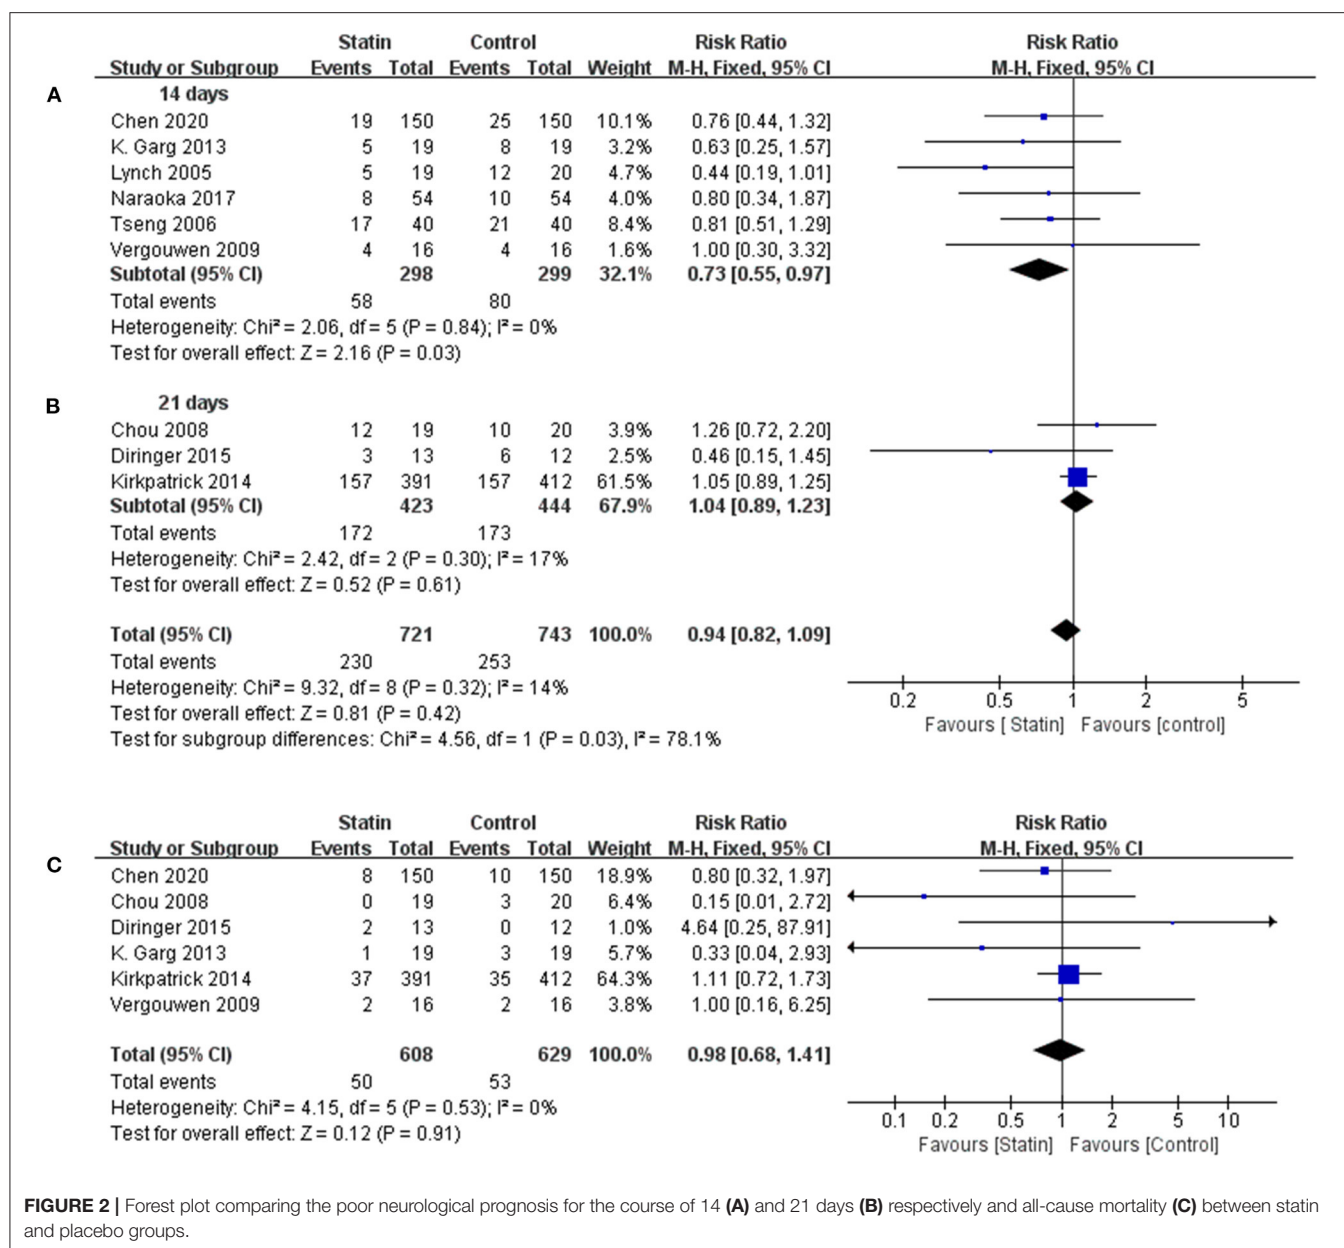 Statin Control Risk Ratio Risk Ratio
Study or Subgroup Events Total Events Total Weight M-H, Fixed, 95% CI M-H, Fixed, 95% CI
A 14 days
Chen 2020 19 150 25 150 10.1% 0.76 [0.44, 1.32]
K. Garg 2013 5 19 8 19 3.2% 0.63 [0.25, 1.57]
Lynch 2005 5 19 12 20 4.7% 0.44 [0.19, 1.01]
Naraoka 2017 8 54 10 54 4.0% 0.80 [0.34, 1.87]
Tseng 2006 17 40 21 40 8.4% 0.81 [0.51, 1.29]
Vergouwen 2009 4 16 4 16 1.6% 1.00 [0.30, 3.32]
Subtotal (95% CI) 298 299 32.1% 0.73 [0.55, 0.97]
Total events 58 80
Heterogeneity: Chi² = 2.06, df = 5 (P = 0.84); I² = 0%
Test for overall effect: Z = 2.16 (P = 0.03)
B 21 days
Chou 2008 12 19 10 20 3.9% 1.26 [0.72, 2.20]
Diringer 2015 3 13 6 12 2.5% 0.46 [0.15, 1.45]
Kirkpatrick 2014 157 391 157 412 61.5% 1.05 [0.89, 1.25]
Subtotal (95% CI) 423 444 67.9% 1.04 [0.89, 1.23]
Total events 172 173
Heterogeneity: Chi² = 2.42, df = 2 (P = 0.30); I² = 17%
Test for overall effect: Z = 0.52 (P = 0.61)
Total (95% CI) 721 743 100.0% 0.94 [0.82, 1.09]
Total events 230 253
Heterogeneity: Chi² = 9.32, df = 8 (P = 0.32); I² = 14%
Test for overall effect: Z = 0.81 (P = 0.42)
Test for subgroup differences: Chi² = 4.56, df = 1 (P = 0.03), I² = 78.1%
0.2 0.5 1 2 5
Favours [ Statin] Favours [control]
Statin Control Risk Ratio Risk Ratio
C Study or Subgroup Events Total Events Total Weight M-H, Fixed, 95% CI M-H, Fixed, 95% CI
Chen 2020 8 150 10 150 18.9% 0.80 [0.32, 1.97]
Chou 2008 0 19 3 20 6.4% 0.15 [0.01, 2.72]
Diringer 2015 2 13 0 12 1.0% 4.64 [0.25, 87.91]
K. Garg 2013 1 19 3 19 5.7% 0.33 [0.04, 2.93]
Kirkpatrick 2014 37 391 35 412 64.3% 1.11 [0.72, 1.73]
Vergouwen 2009 2 16 2 16 3.8% 1.00 [0.16, 6.25]
Total (95% CI) 608 629 100.0% 0.98 [0.68, 1.41]
Total events 50 53
Heterogeneity: Chi² = 4.15, df = 5 (P = 0.53); I² = 0%
Test for overall effect: Z = 0.12 (P = 0.91)
0.1 0.2 0.5 1 2 5 10
Favours [Statin] Favours [Control]
FIGURE 2 | Forest plot comparing the poor neurological prognosis for the course of 14 (A) and 21 days (B) respectively and all-cause mortality (C) between statin
and placebo groups.